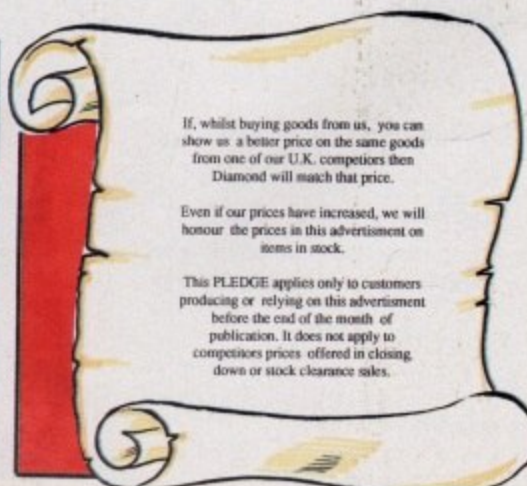 If, whilst buying goods from us, you can
show us a better price on the same goods
from one of our U.K. competiors then
Diamond will match that price.
Even if our prices have increased, we will
honour the prices in this advertisment on
items in stock.
This PLEDGE applies only to customers
producing or relying on this advertisment
before the end of the month of
publication. It does not apply to
competitors prices offered in closing
down or stock clearance sales.